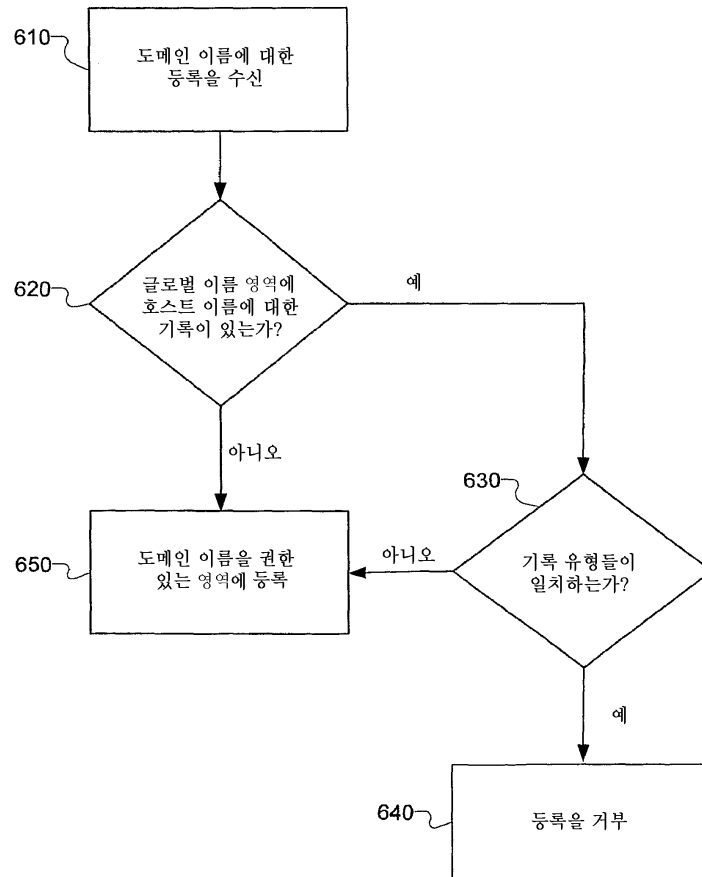 610
도메인 이름에 대한
등록을 수신
620
글로벌 이름 영역에
호스트 이름에 대한
기록이 있는가?
예
아니오
630
기록 유형들이
일치하는가?
아니오
650
도메인 이름을 권한
있는 영역에 등록
예
640
등록을 거부